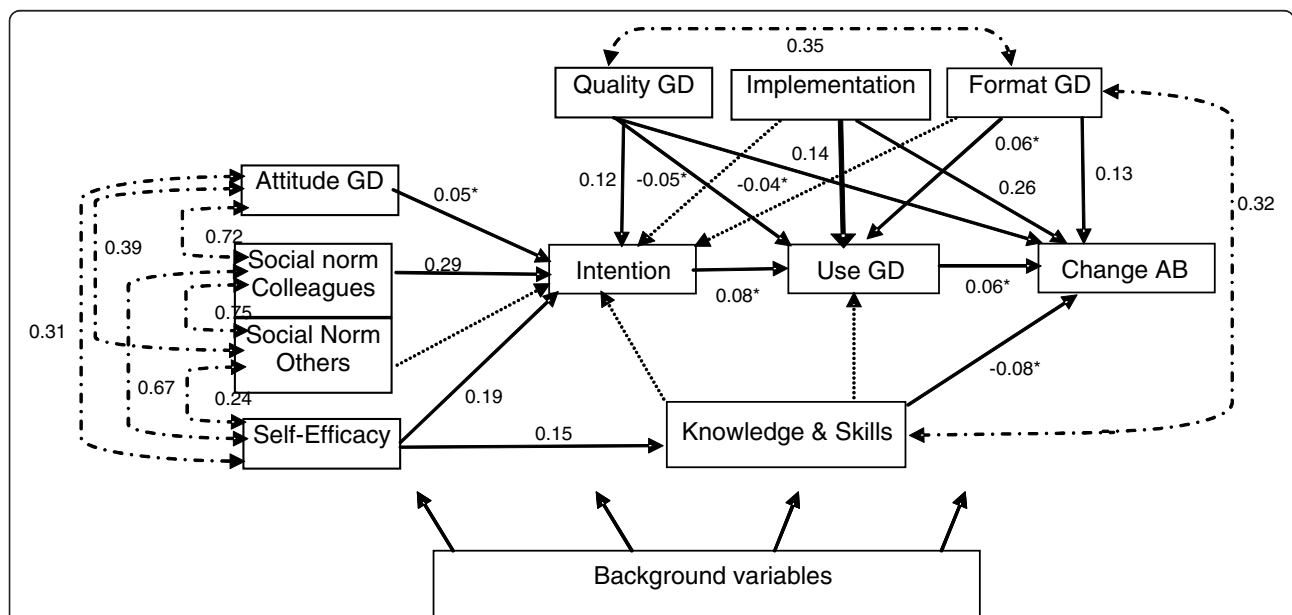 0.35
Quality GD
Implementation
Format GD
0.12
-0.05*
0.14
-0.04*
0.06*
0.26
0.13
0.32
Attitude GD
0.05*
0.72
0.39
Social norm
Colleagues
0.29
0.75
0.31
Social Norm
Others
0.67
0.24
Self-Efficacy
0.19
0.15
Intention
0.08*
Use GD
0.06*
Change AB
-0.08*
Knowledge & Skills
Background variables